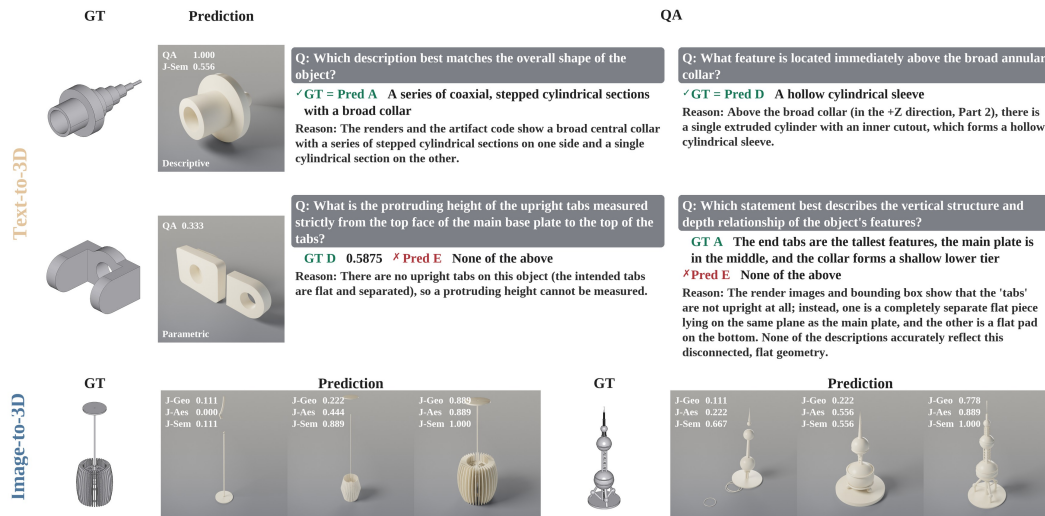 GT Prediction QA
Text-to-3D
QA 1.000
J-Sem 0.556
Descriptive
Q: Which description best matches the overall shape of the
object?
✓GT = Pred A A series of coaxial, stepped cylindrical sections
with a broad collar
Reason: The renders and the artifact code show a broad central collar
with a series of stepped cylindrical sections on one side and a single
cylindrical section on the other.
Q: What feature is located immediately above the broad annular
collar?
✓GT = Pred D A hollow cylindrical sleeve
Reason: Above the broad collar (in the +Z direction, Part 2), there is
a single extruded cylinder with an inner cutout, which forms a hollow
cylindrical sleeve.
QA 0.333
Parametric
Q: What is the protruding height of the upright tabs measured
strictly from the top face of the main base plate to the top of the
tabs?
GT D 0.5875 ✗Pred E None of the above
Reason: There are no upright tabs on this object (the intended tabs
are flat and separated), so a protruding height cannot be measured.
Q: Which statement best describes the vertical structure and
depth relationship of the object's features?
GT A The end tabs are the tallest features, the main plate is
in the middle, and the collar forms a shallow lower tier
✗Pred E None of the above
Reason: The render images and bounding box show that the 'tabs'
are not upright at all; instead, one is a completely separate flat piece
lying on the same plane as the main plate, and the other is a flat pad
on the bottom. None of the descriptions accurately reflect this
disconnected, flat geometry.
Image-to-3D
GT Prediction GT Prediction
J-Geo 0.111
J-Aes 0.000
J-Sem 0.111
J-Geo 0.222
J-Aes 0.444
J-Sem 0.889
J-Geo 0.889
J-Aes 0.889
J-Sem 1.000
J-Geo 0.111
J-Aes 0.222
J-Sem 0.667
J-Geo 0.222
J-Aes 0.556
J-Sem 0.556
J-Geo 0.778
J-Aes 0.889
J-Sem 1.000